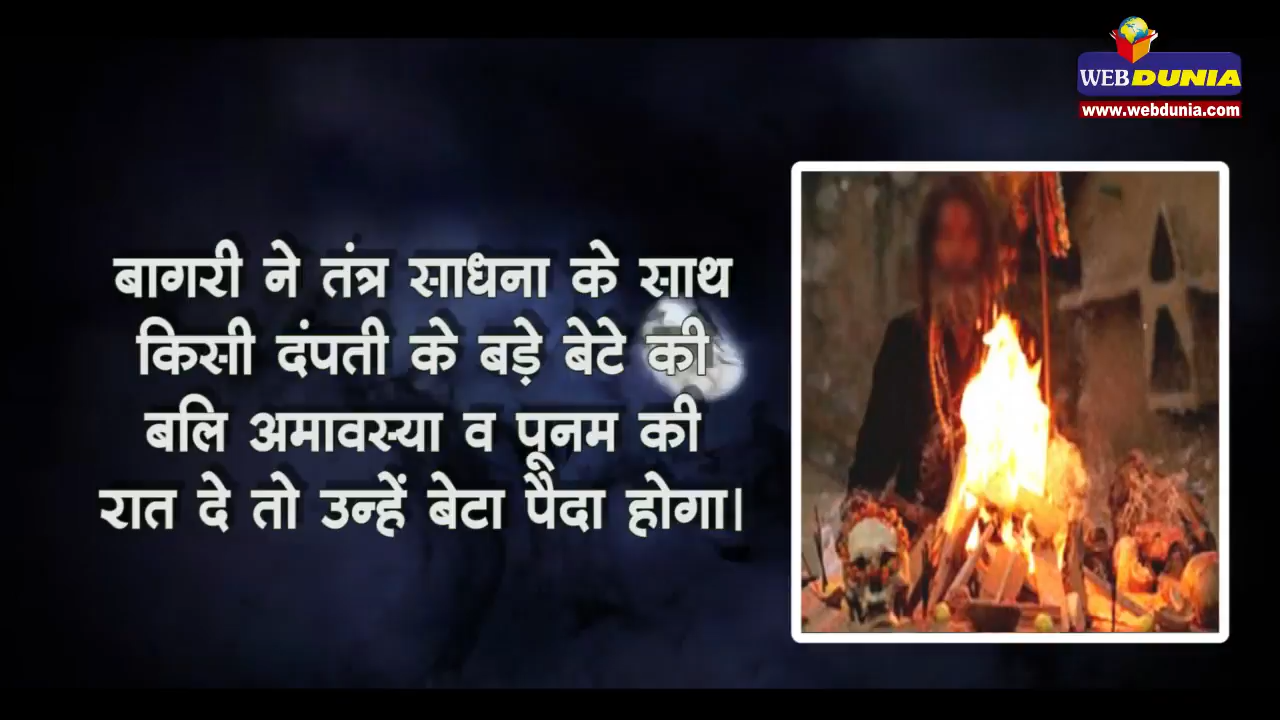 WEBDUNIA
www.webdunia.com
बागरी ने तंत्र साधना के साथ
किसी दंपती के बड़े बेटे की
बलि अमावस्या व पूनम की
रात दे तो उन्हें बेटा पैदा होगा।